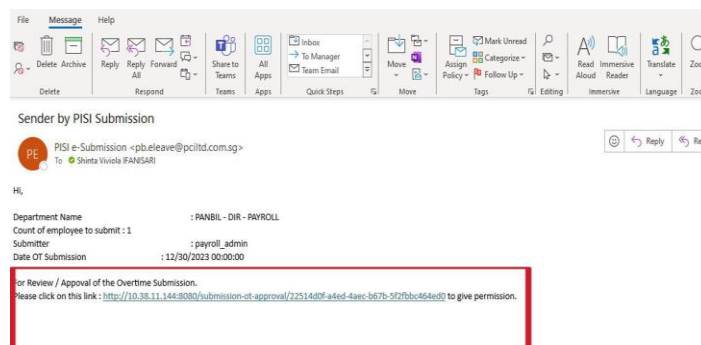 File Message Help
Delete Archive
Reply Reply All Forward
Share to Teams
All Apps
Inbox
To Manager
Team Email
Move
Assign Policy
Mark Unread
Categorize
Follow Up
Read Aloud
Immersive Reader
Translate
Zoo
Delete Respond Teams Apps Quick Steps Move Tags Editing Immersive Language Zoo
Sender by PISI Submission
PE
PISI e-Submission <pb.eleave@pciltd.com.sg>
To Shinta Viviola IFANISARI
Reply Re
Hi,
Department Name : PANBIL - DIR - PAYROLL
Count of employee to submit : 1
Submitter : payroll_admin
Date OT Submission : 12/30/2023 00:00:00
For Review / Appoval of the Overtime Submission.
Please click on this link : http://10.38.11.144:8080/submission-ot-approval/22514d0f-a4ed-4aec-b67b-5f2fbbc464ed0 to give permission.